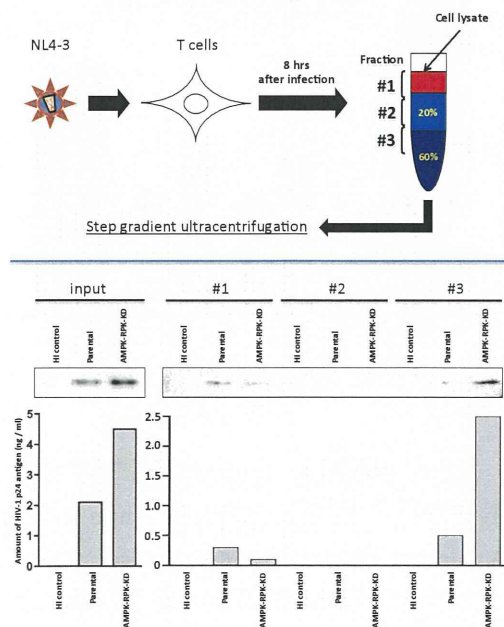 Cell lysate
NL4-3
T cells
8 hrs
after infection
Fraction
#1
#2
20%
#3
60%
Step gradient ultracentrifugation
input
#1
#2
#3
HI control
Parental
AMPK-RPK-KD
HI control
Parental
AMPK-RPK-KD
HI control
Parental
AMPK-RPK-KD
HI control
Parental
AMPK-RPK-KD
Amount of HIV-1 p24 antigen (ng / ml)
5
4
3
2
1
0
2.5
2.0
1.5
1.0
0.5
0
HI control
Parental
AMPK-RPK-KD
HI control
Parental
AMPK-RPK-KD
HI control
Parental
AMPK-RPK-KD
HI control
Parental
AMPK-RPK-KD